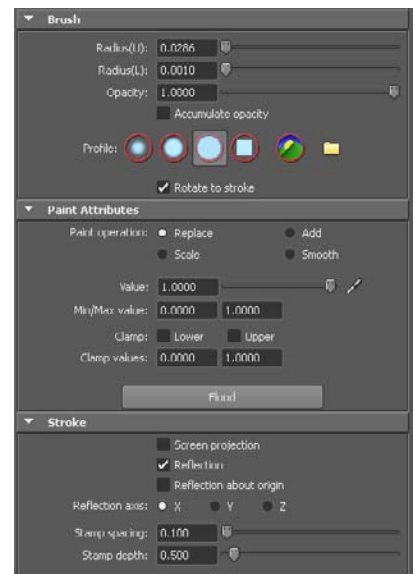 Brush
Radius(U): 0.0286
Radius(L): 0.0010
Opacity: 1.0000
Accumulate opacity
Profile:
Rotate to stroke
Paint Attributes
Paint operation: Replace Add
Scale Smooth
Value: 1.0000
Min/Max value: 0.0000 1.0000
Clamp: Lower Upper
Clamp values: 0.0000 1.0000
Flood
Stroke
Screen projection
Reflection
Reflection about origin
Reflection axis: X Y Z
Stamp spacing: 0.100
Stamp depth: 0.500